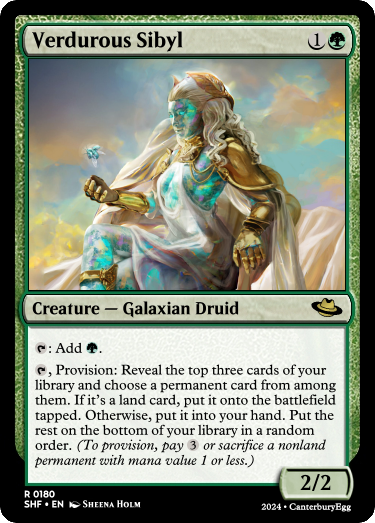 Verdurous Sibyl 1
Creature — Galaxian Druid
: Add .
, Provision: Reveal the top three cards of your
library and choose a permanent card from among
them. If it's a land card, put it onto the battlefield
tapped. Otherwise, put it into your hand. Put the
rest on the bottom of your library in a random
order. (To provision, pay 3 or sacrifice a nonland
permanent with mana value 1 or less.)
2/2
R 0180
SHF • EN Sheena Holm
2024 • CanterburyEgg